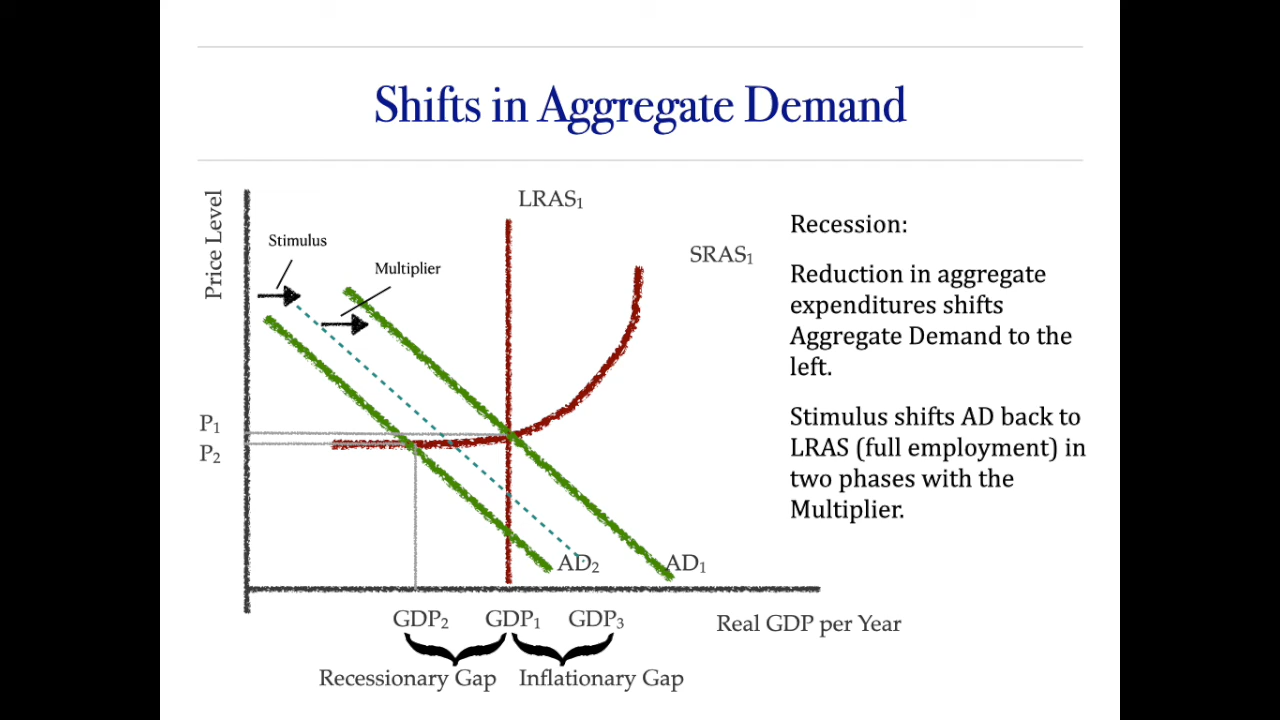 Shifts in Aggregate Demand
Price Level
LRAS₁
SRAS₁
Stimulus
Multiplier
P₁
P₂
AD₂
AD₁
GDP₂
GDP₁
GDP₃
Real GDP per Year
Recessionary Gap
Inflationary Gap
Recession:
Reduction in aggregate
expenditures shifts
Aggregate Demand to the
left.
Stimulus shifts AD back to
LRAS (full employment) in
two phases with the
Multiplier.